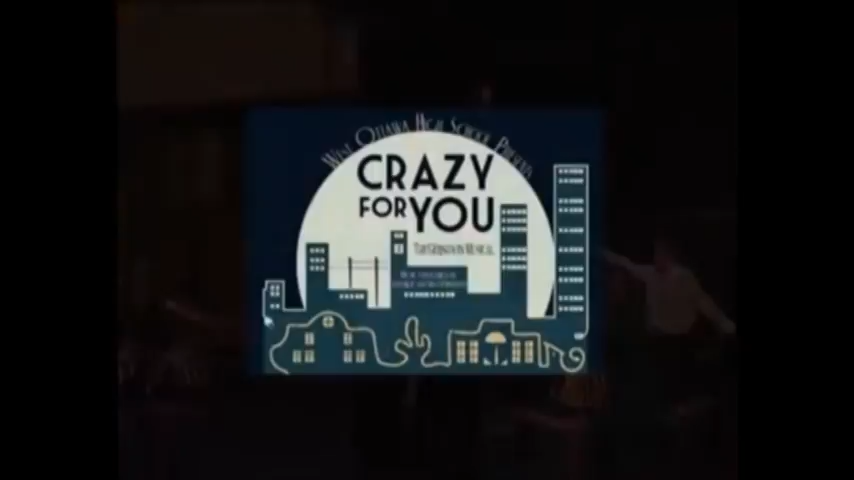 West Ottawa High School Presents
CRAZY
FOR YOU
The Gershwin Musical